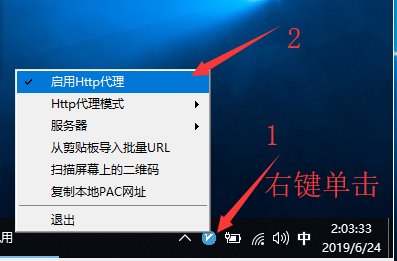 2
启用Http代理
Http代理模式
服务器
从剪贴板导入批量URL
扫描屏幕上的二维码
复制本地PAC网址
退出
1
右键单击
用
中
2:03:33
2019/6/24